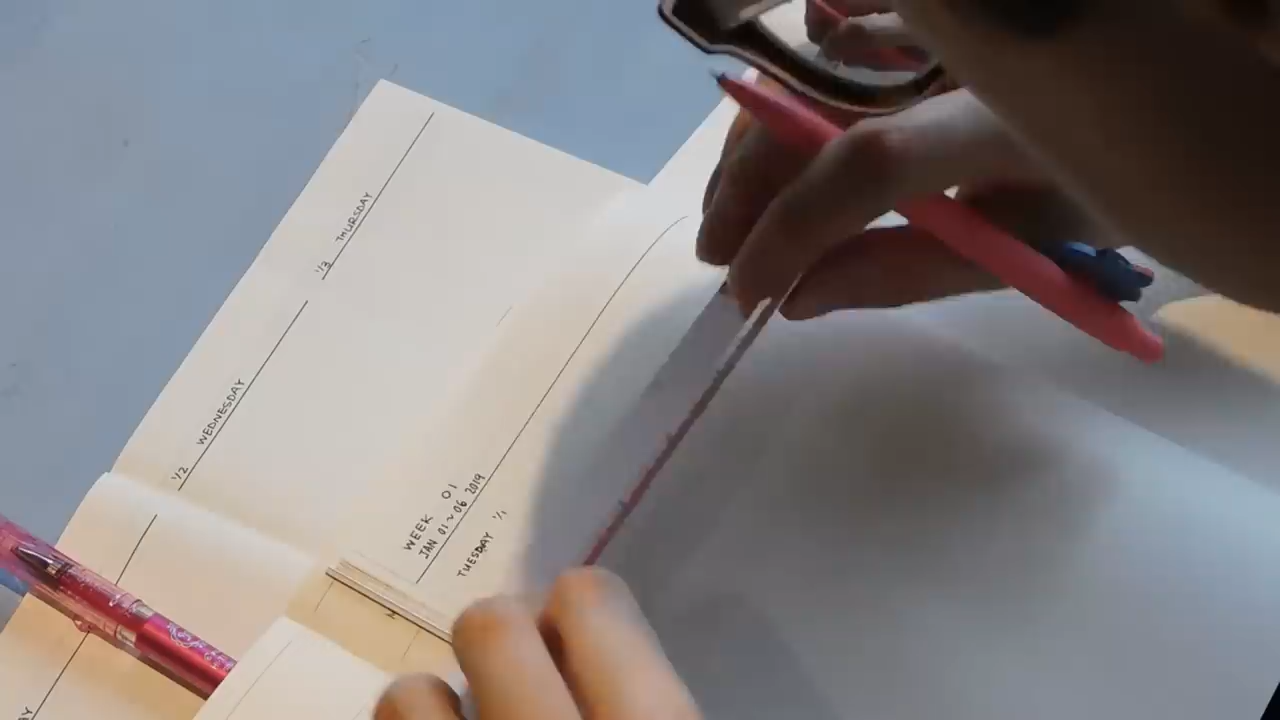 1/3 THURSDAY
1/2 WEDNESDAY
WEEK 01
JAN 01~06 2019
TUESDAY 1/1